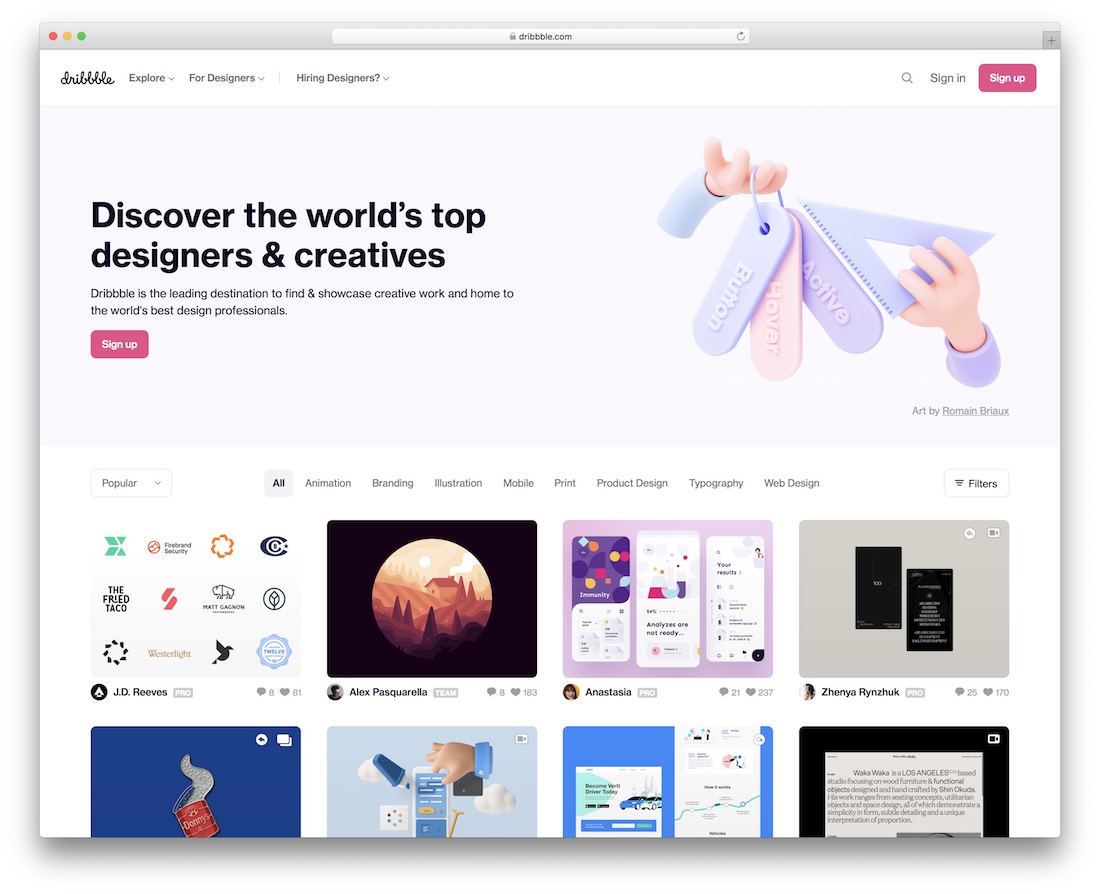 dribbble.com
dribbble Explore For Designers Hiring Designers? Sign in Sign up
Discover the world's top
designers & creatives
Dribbble is the leading destination to find & showcase creative work and home to
the world's best design professionals.
Sign up
Button
Hover
Active
Art by Romain Briaux
Popular All Animation Branding Illustration Mobile Print Product Design Typography Web Design Filters
Firebrand
Security
THE
FRIED
TACO
MATT GAGNON
PHOTOGRAPHY
Westerlight
TWELVE
Immunity
54%
Analyzes are
not ready...
Your
results
100
J.D. Reeves PRO 8 81
Alex Pasquarella TEAM 8 183
Anastasia PRO 21 237
Zhenya Rynzhuk PRO 25 170
Donny's
Become Vertt
Driver Today
How it works
Vehicles
Waka Waka is a LOS ANGELES based
studio focusing on wood furniture & functional
objects designed and hand crafted by Shin Okuda.
His work ranges from seating concepts, utilitarian
objects and space design, all of which demonstrate a
simplicity in form, subtle detailing and a unique
interpretation of proportion.